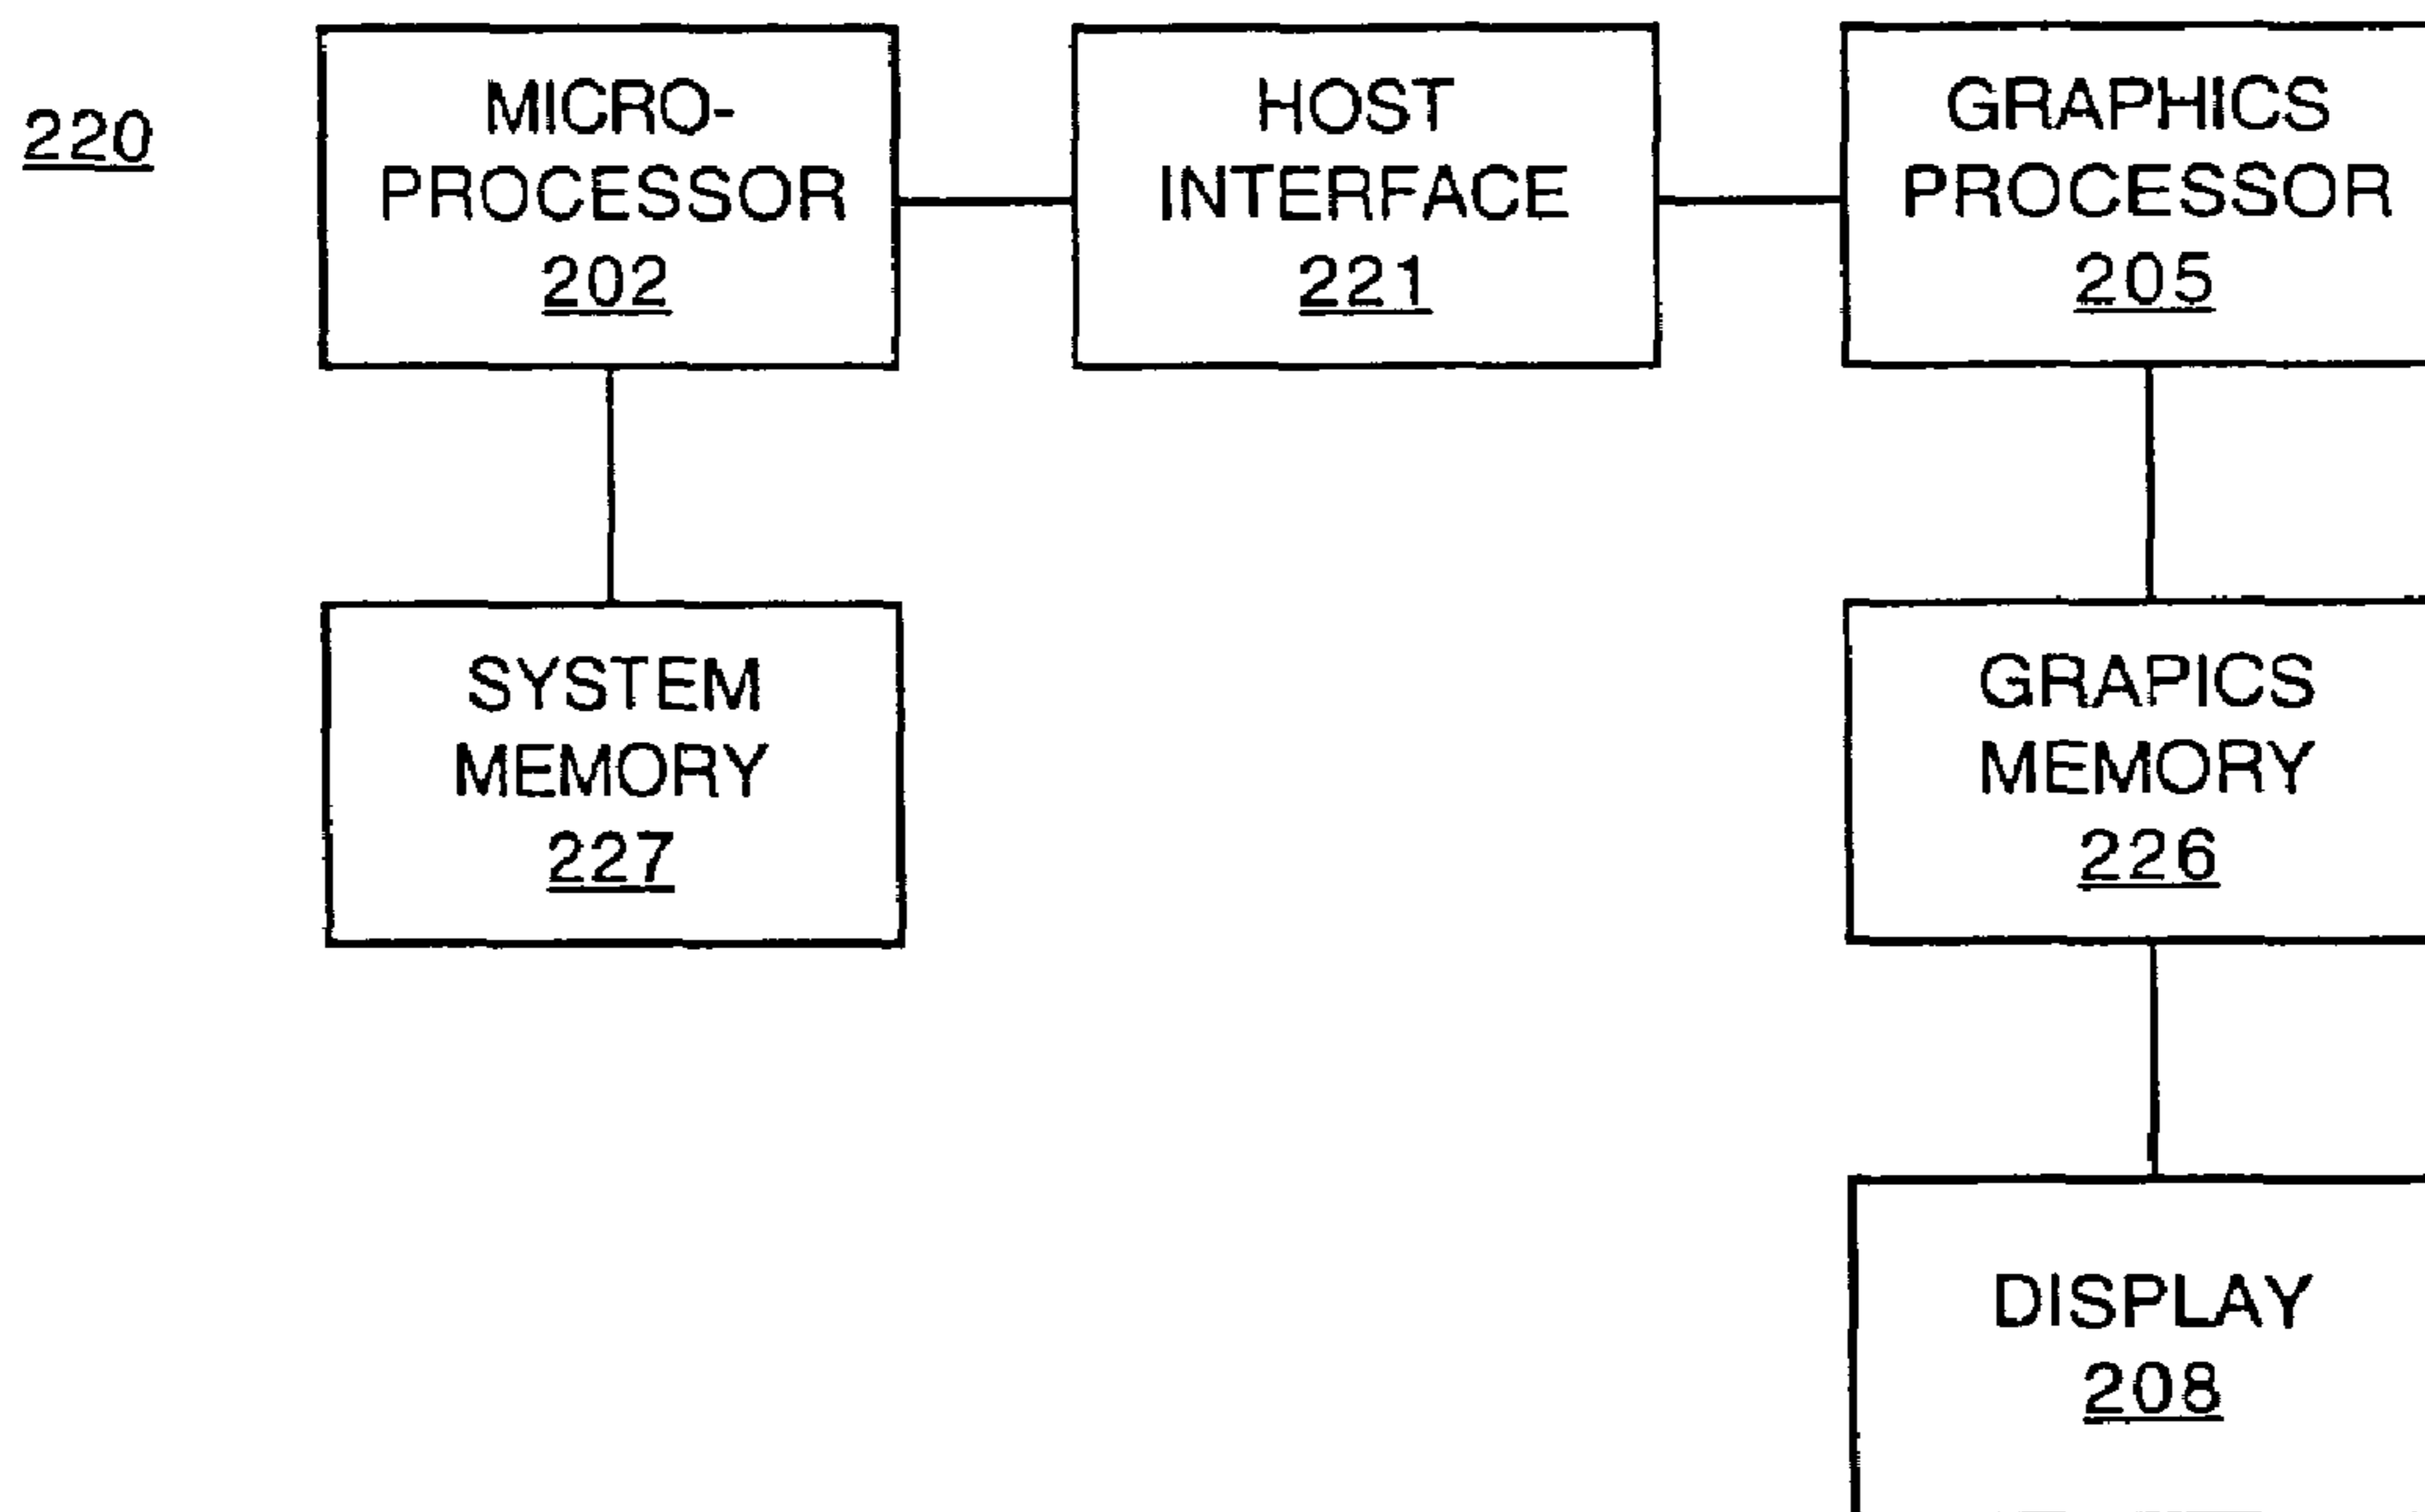 220
MICRO-
PROCESSOR
202
HOST
INTERFACE
221
GRAPHICS
PROCESSOR
205
SYSTEM
MEMORY
227
GRAPICS
MEMORY
226
DISPLAY
208